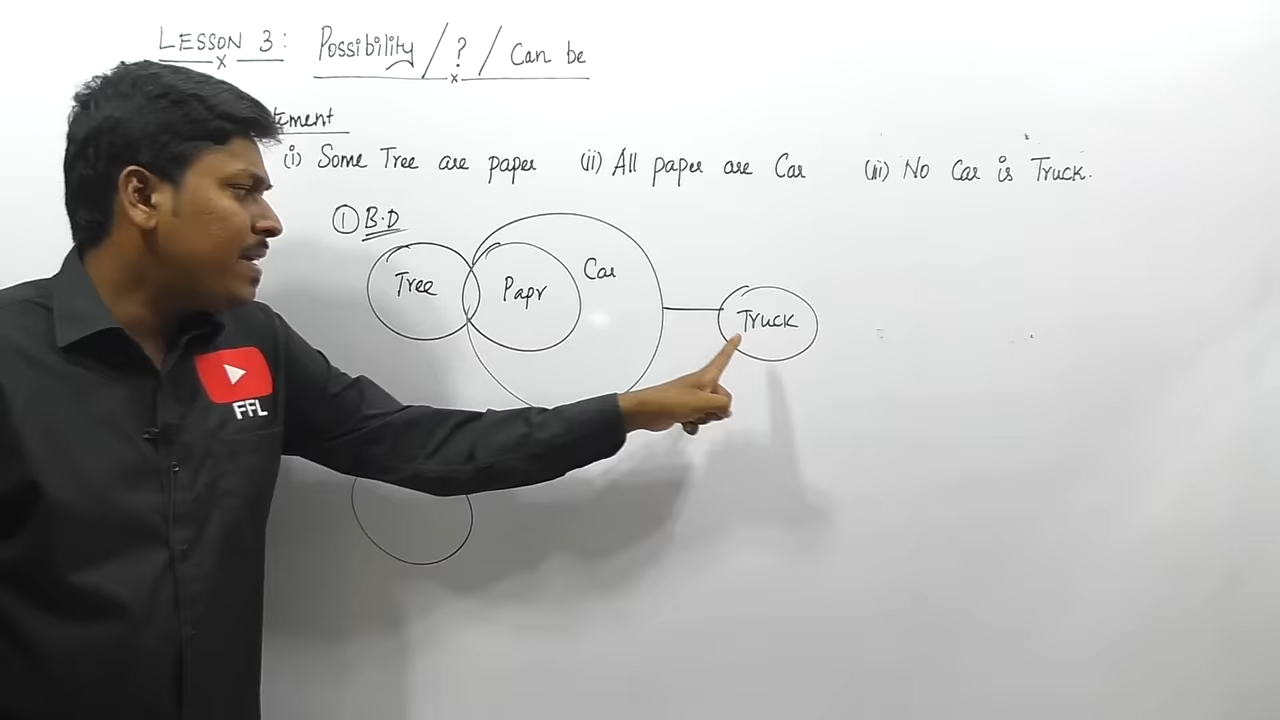 LESSON 3: Possibility / ? / Can be
tement
(i) Some Tree are paper (ii) All paper are Car (iii) No Car is Truck.
① B.D
Tree Papr Car Truck
FFL